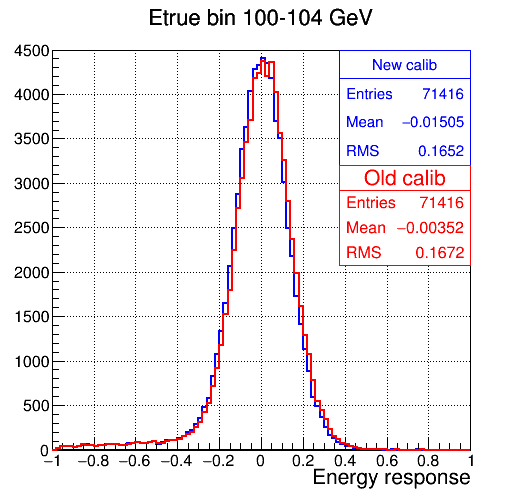 Etrue bin 100-104 GeV
New calib
Entries 71416
Mean −0.01505
RMS 0.1652
Old calib
Entries 71416
Mean −0.00352
RMS 0.1672
4500
4000
3500
3000
2500
2000
1500
1000
500
0
−1 −0.8 −0.6 −0.4 −0.2 0 0.2 0.4 0.6 0.8 1
Energy response